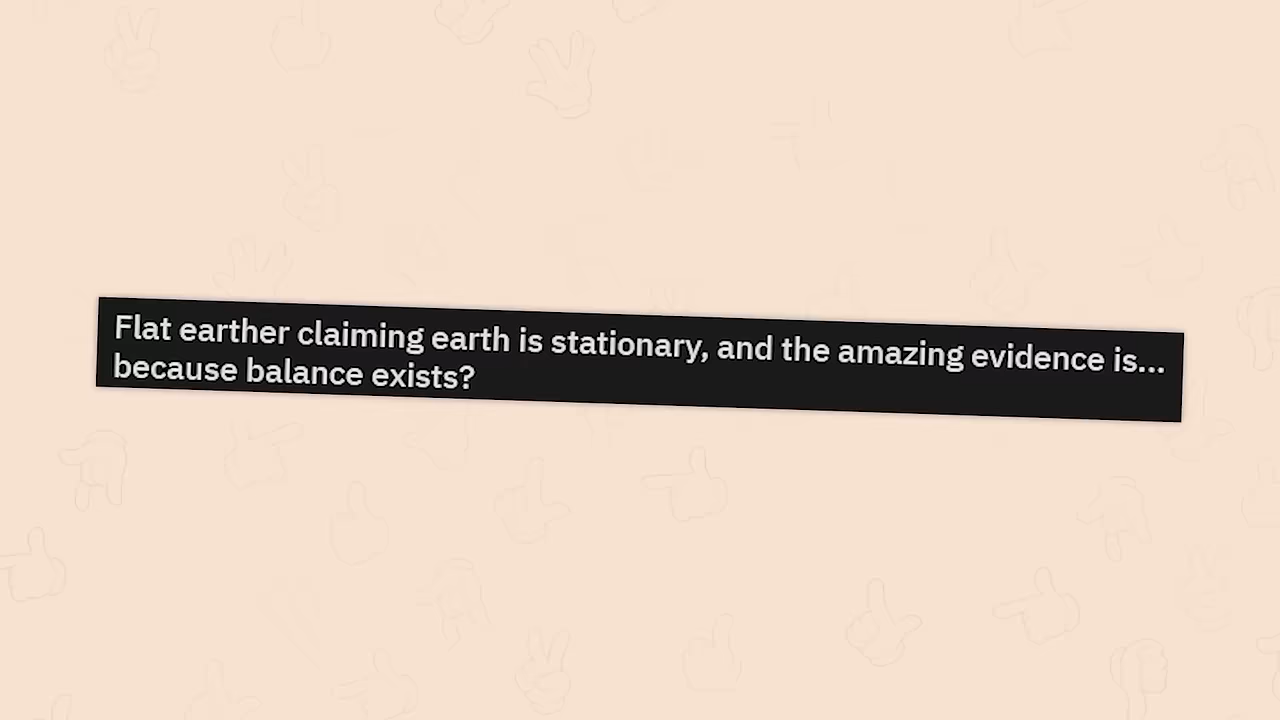 Flat earther claiming earth is stationary, and the amazing evidence is...
because balance exists?